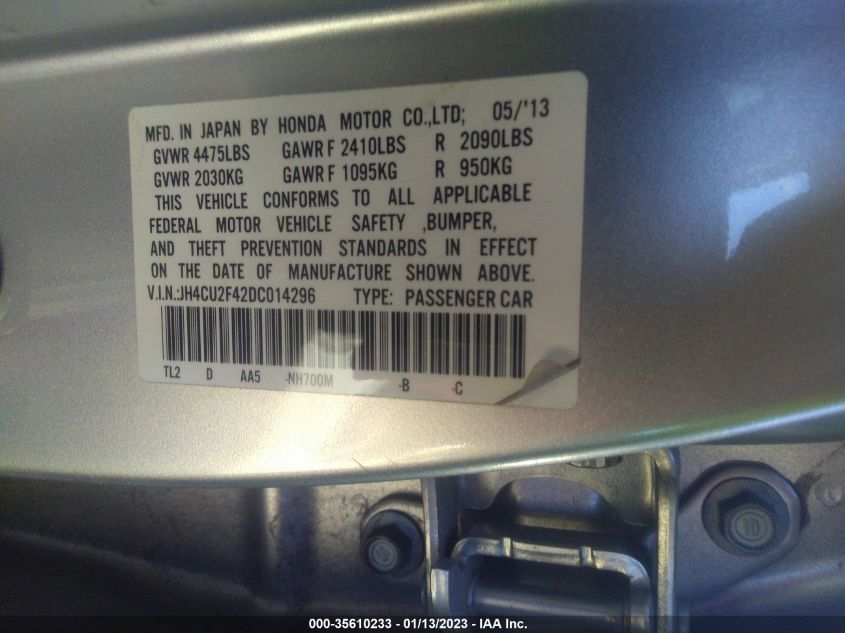 MFD. IN JAPAN BY HONDA MOTOR CO.,LTD; 05/'13
GVWR 4475LBS GAWR F 2410LBS R 2090LBS
GVWR 2030KG GAWR F 1095KG R 950KG
THIS VEHICLE CONFORMS TO ALL APPLICABLE
FEDERAL MOTOR VEHICLE SAFETY ,BUMPER,
AND THEFT PREVENTION STANDARDS IN EFFECT
ON THE DATE OF MANUFACTURE SHOWN ABOVE.
V.I.N.:JH4CU2F42DC014296 TYPE: PASSENGER CAR
TL2 D AA5 -NH700M -B -C
000-35610233 - 01/13/2023 - IAA Inc.